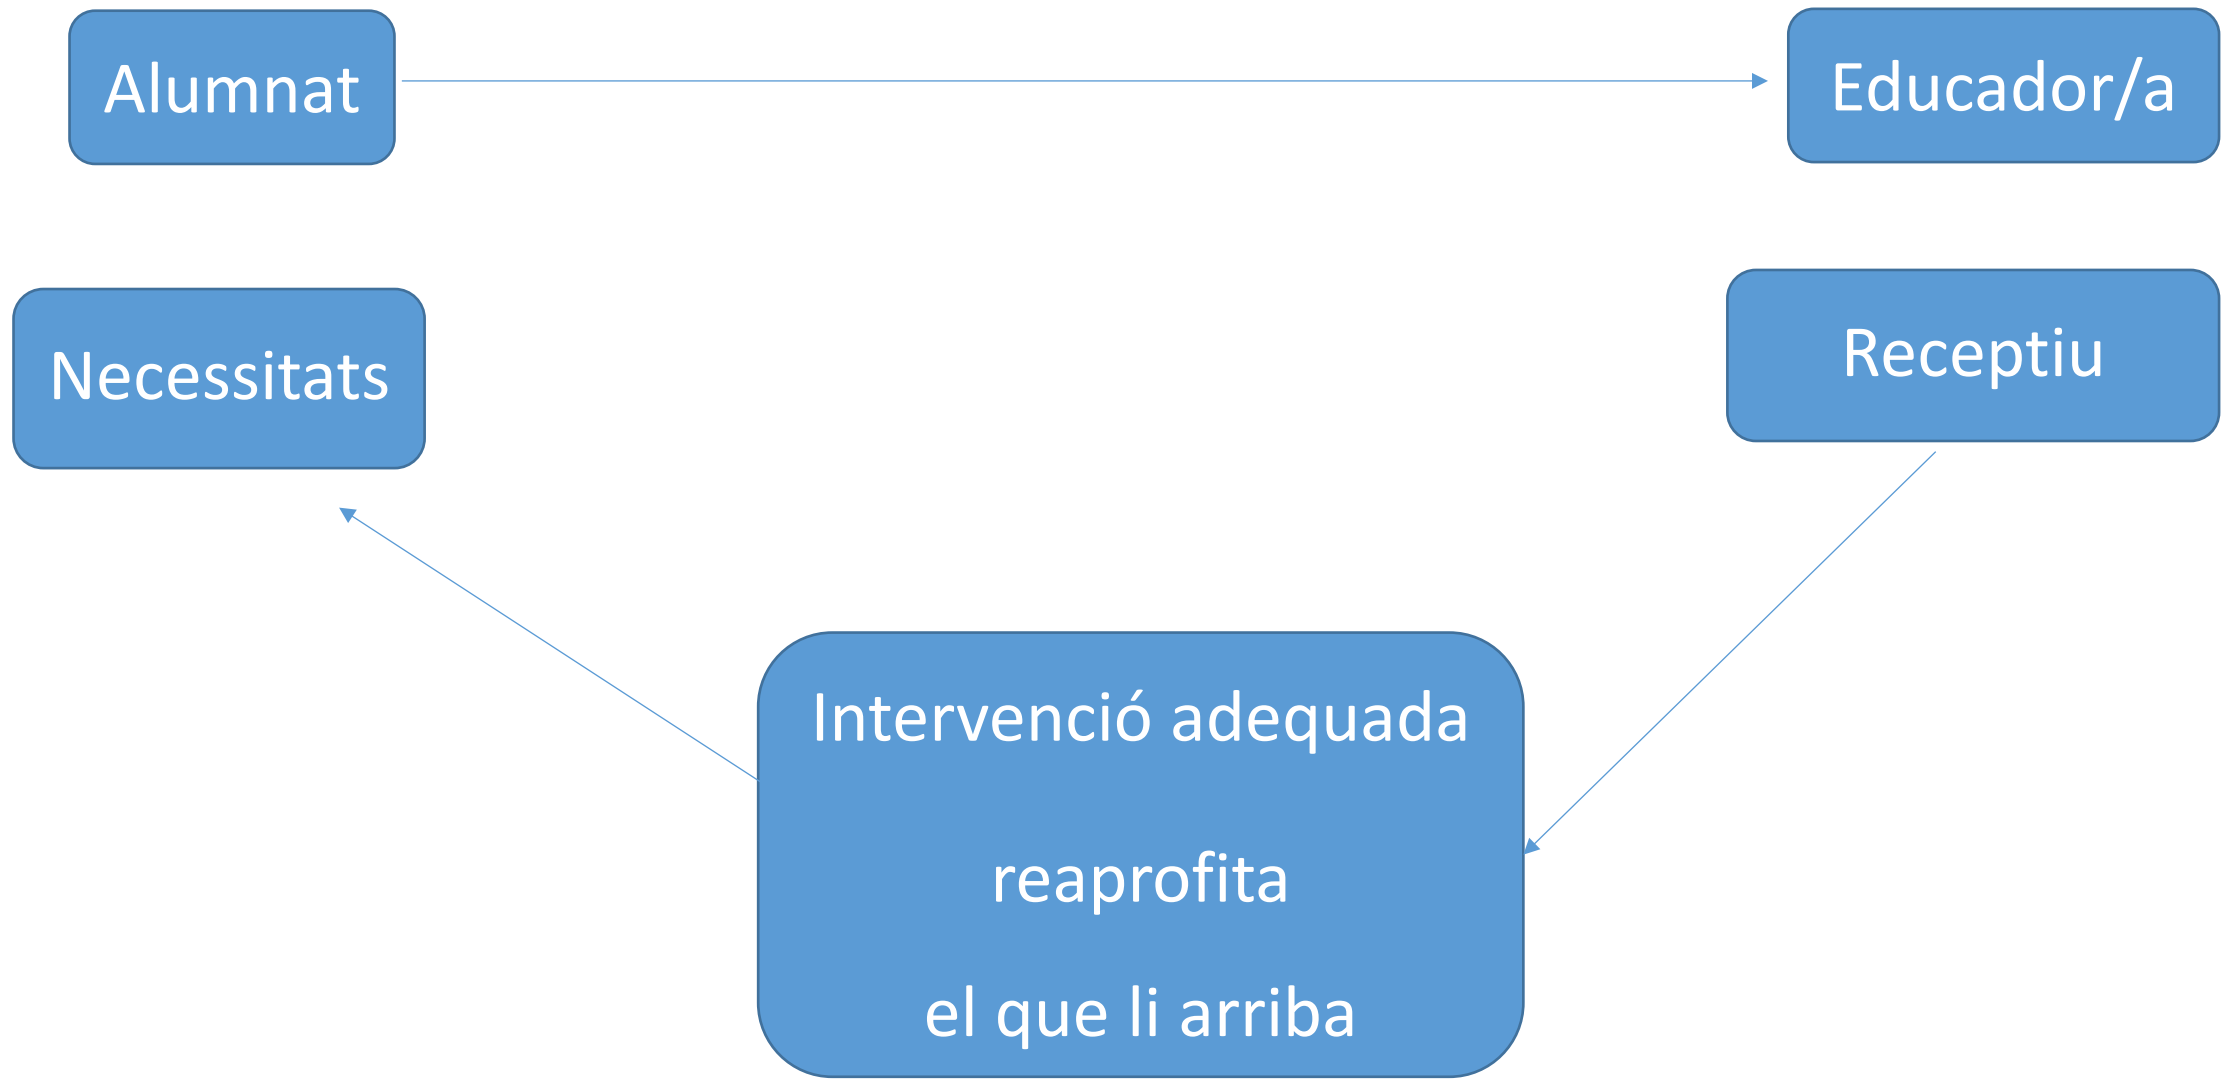 Alumnat
Educador/a
Necessitats
Receptiu
Intervenció adequada
reaprofita
el que li arriba